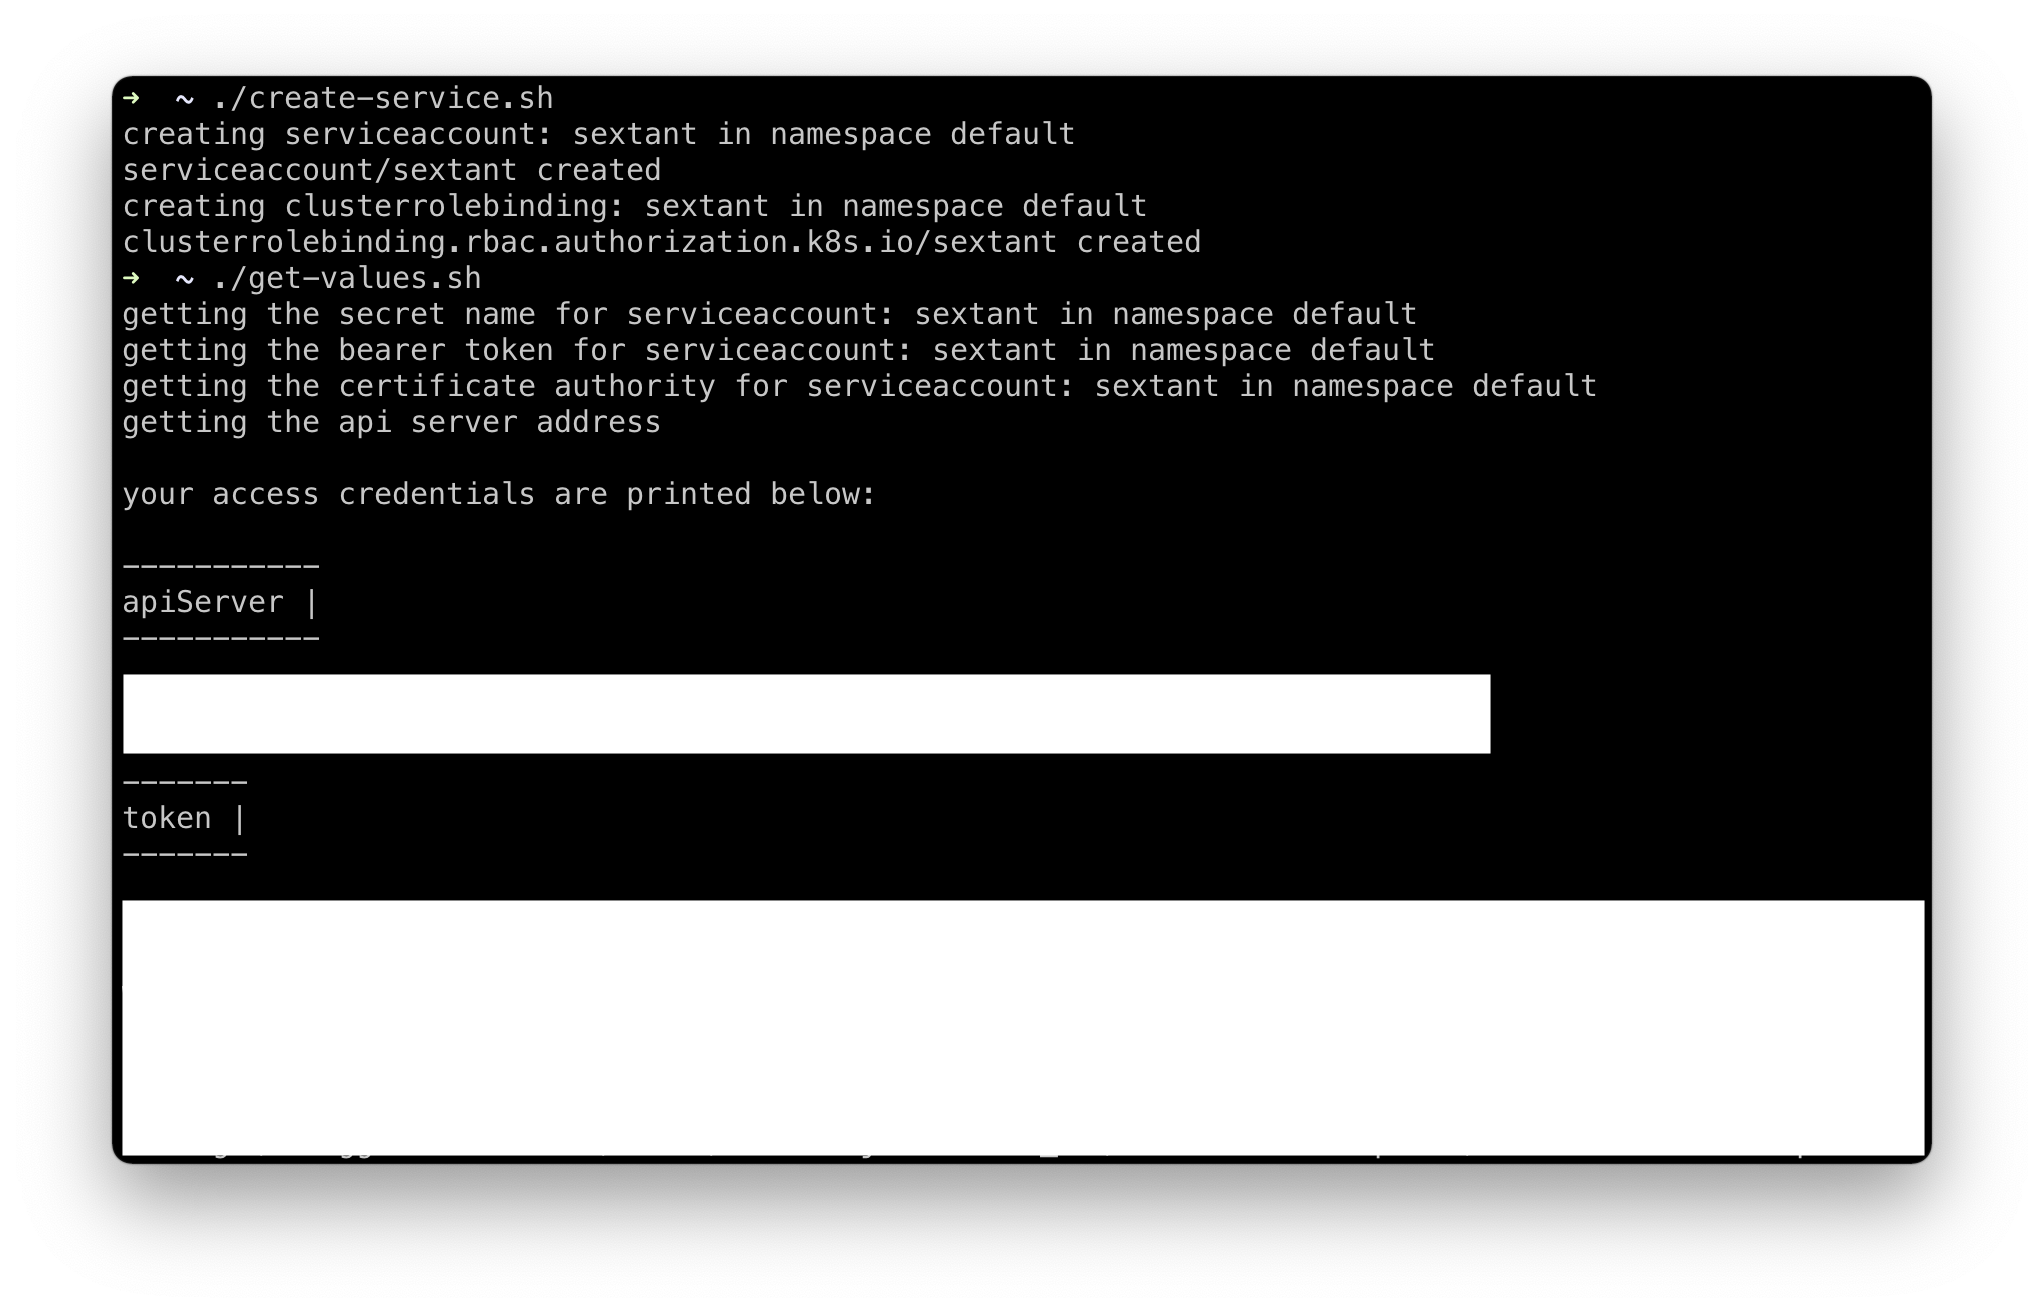 ➜  ~ ./create-service.sh
creating serviceaccount: sextant in namespace default
serviceaccount/sextant created
creating clusterrolebinding: sextant in namespace default
clusterrolebinding.rbac.authorization.k8s.io/sextant created
➜  ~ ./get-values.sh
getting the secret name for serviceaccount: sextant in namespace default
getting the bearer token for serviceaccount: sextant in namespace default
getting the certificate authority for serviceaccount: sextant in namespace default
getting the api server address
your access credentials are printed below:
-----------
apiServer |
-----------
-------
token |
-------